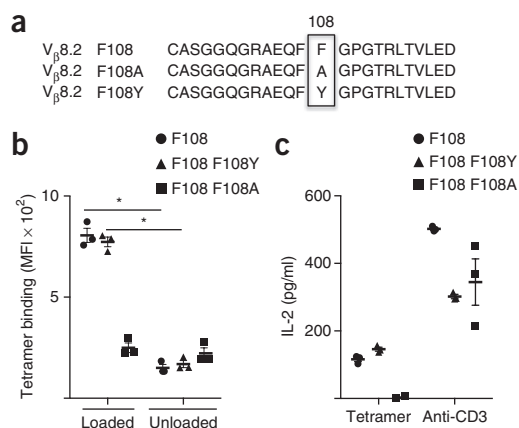 a
108
Vβ8.2 F108 CASGGQGRAEQF F GPGTRLTVLED
Vβ8.2 F108A CASGGQGRAEQF A GPGTRLTVLED
Vβ8.2 F108Y CASGGQGRAEQF Y GPGTRLTVLED
b
F108
F108 F108Y
F108 F108A
Tetramer binding (MFI × 10²)
10
5
0
*
*
Loaded Unloaded
c
F108
F108 F108Y
F108 F108A
IL-2 (pg/ml)
600
400
200
0
Tetramer Anti-CD3